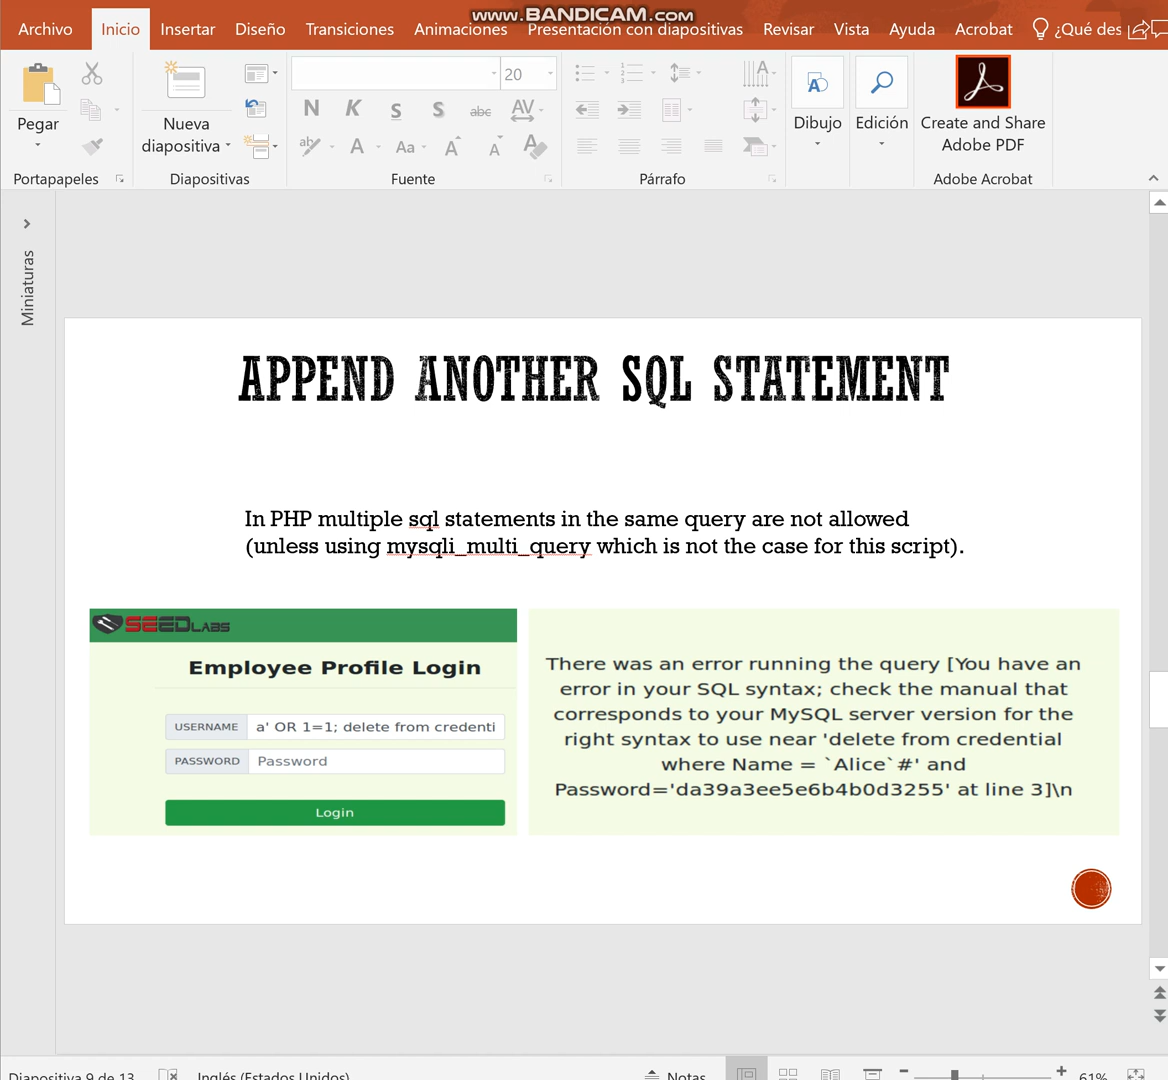 www.BANDICAM.com
Archivo Inicio Insertar Diseño Transiciones Animaciones Presentación con diapositivas Revisar Vista Ayuda Acrobat ¿Qué des
20
N K S S abc AV
A Aa A A A
Pegar
Nueva
diapositiva
Dibujo
Edición
Create and Share
Adobe PDF
Portapapeles Diapositivas Fuente Párrafo Adobe Acrobat
Miniaturas
APPEND ANOTHER SQL STATEMENT
In PHP multiple sql statements in the same query are not allowed
(unless using mysqli_multi_query which is not the case for this script).
SEEDLABS
Employee Profile Login
USERNAME a' OR 1=1; delete from credenti
PASSWORD Password
Login
There was an error running the query [You have an
error in your SQL syntax; check the manual that
corresponds to your MySQL server version for the
right syntax to use near 'delete from credential
where Name = `Alice`#' and
Password='da39a3ee5e6b4b0d3255' at line 3]\n
Diapositiva 9 de 13 Inglés (Estados Unidos) Notas 61%